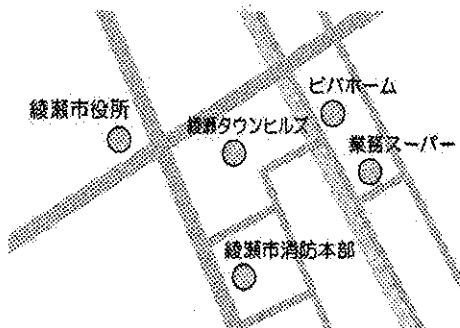 ビバホーム
綾瀬市役所
綾瀬タウンヒルズ
業務スーパー
綾瀬市消防本部